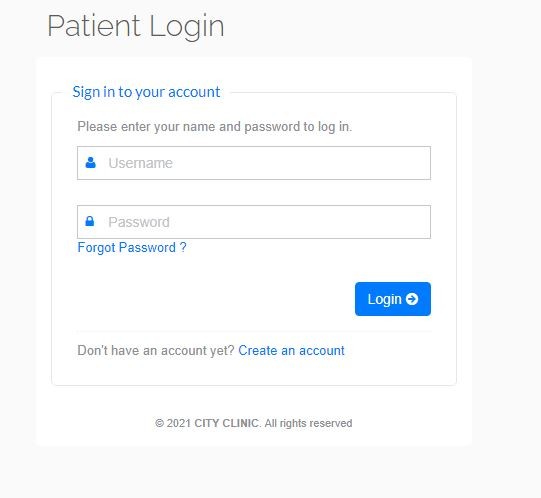 Patient Login
Sign in to your account
Please enter your name and password to log in.
Username
Password
Forgot Password ?
Login
Don't have an account yet? Create an account
© 2021 CITY CLINIC. All rights reserved